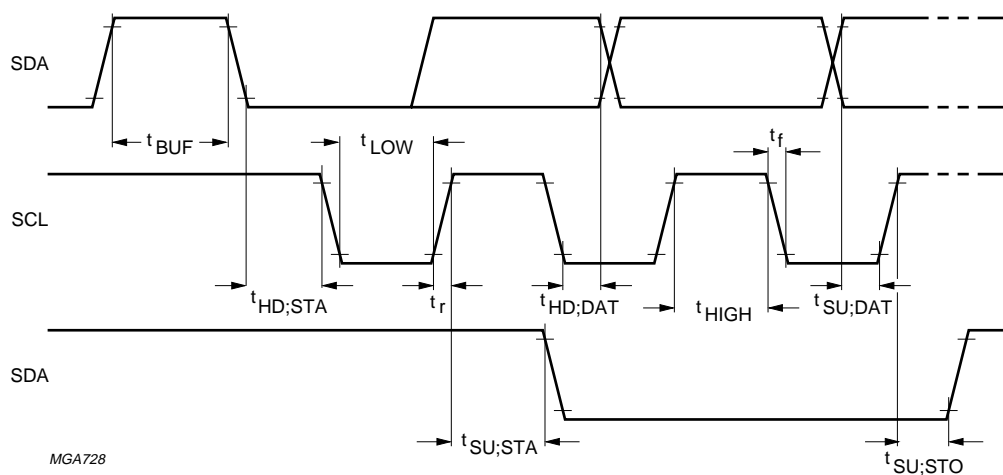 SDA
t BUF
t LOW
t f
SCL
t HD;STA
t r
t HD;DAT
t HIGH
t SU;DAT
SDA
t SU;STA
t SU;STO
MGA728